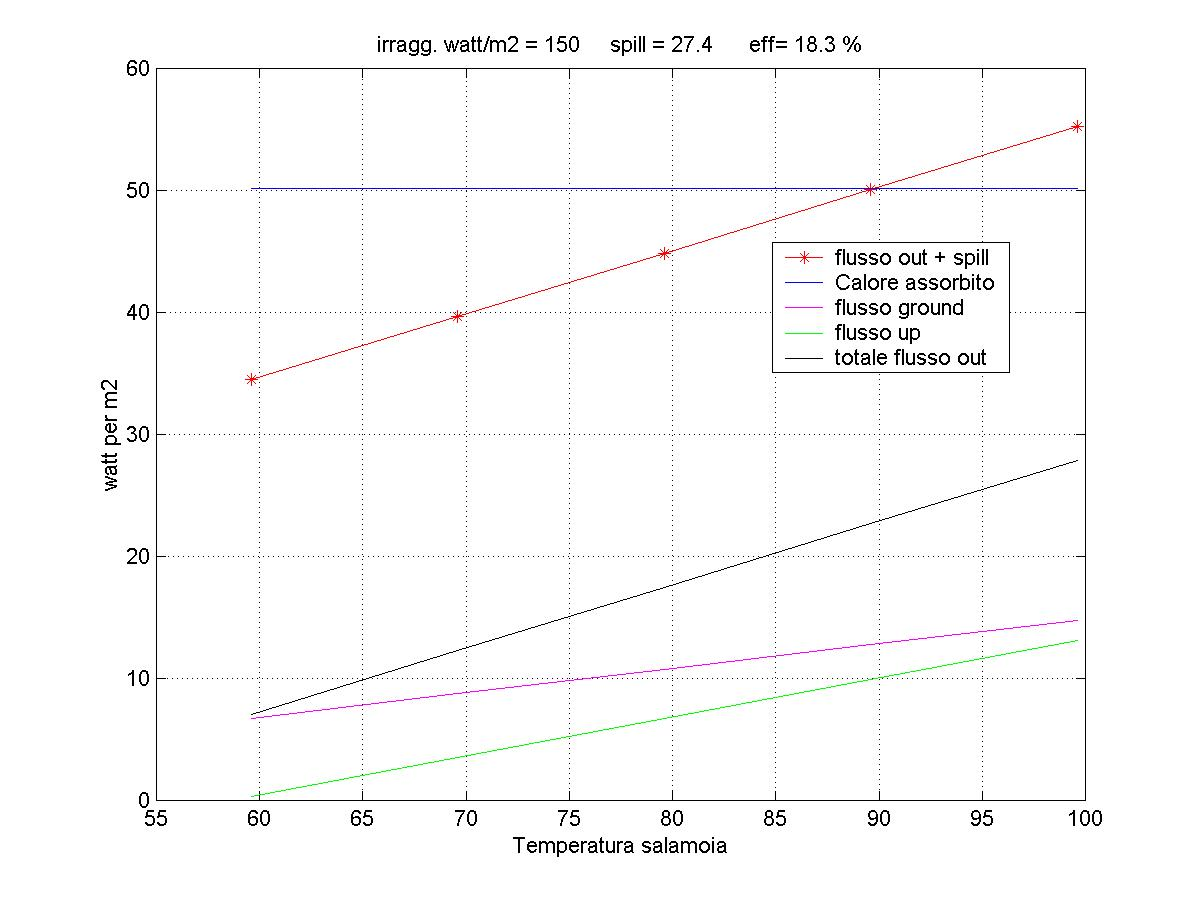 irragg. watt/m2 = 150 spill = 27.4 eff= 18.3 %
60
50
40
30
20
10
0
watt per m2
flusso out + spill
Calore assorbito
flusso ground
flusso up
totale flusso out
55 60 65 70 75 80 85 90 95 100
Temperatura salamoia